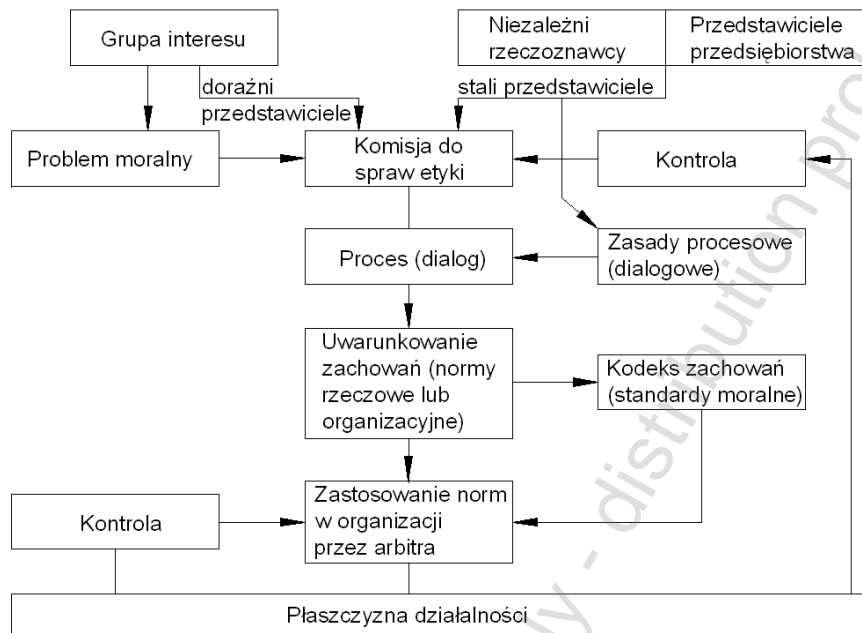 Grupa interesu
Niezależni
rzeczoznawcy
Przedstawiciele
przedsiębiorstwa
doraźni
przedstawiciele
stali przedstawiciele
Problem moralny
Komisja do
spraw etyki
Kontrola
Proces (dialog)
Zasady procesowe
(dialogowe)
Uwarunkowanie
zachowań (normy
rzeczowe lub
organizacyjne)
Kodeks zachowań
(standardy moralne)
Kontrola
Zastosowanie norm
w organizacji
przez arbitra
Płaszczyzna działalności
ly - distribution